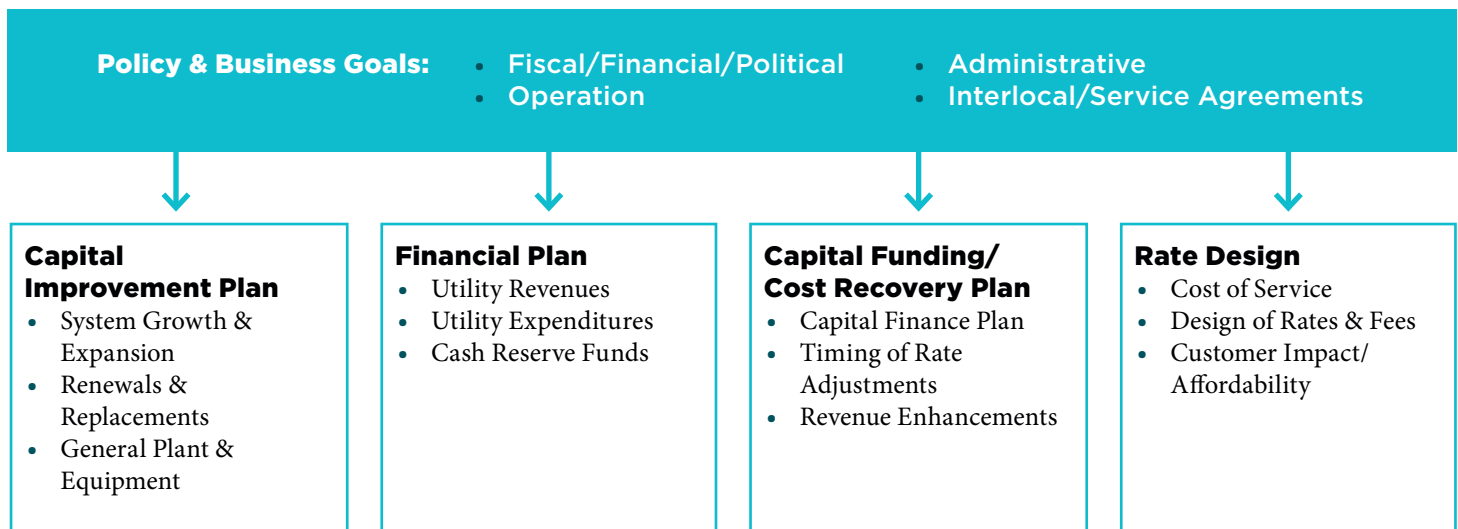 Policy & Business Goals:
• Fiscal/Financial/Political
• Operation
• Administrative
• Interlocal/Service Agreements
Capital
Improvement Plan
• System Growth &
Expansion
• Renewals &
Replacements
• General Plant &
Equipment
Financial Plan
• Utility Revenues
• Utility Expenditures
• Cash Reserve Funds
Capital Funding/
Cost Recovery Plan
• Capital Finance Plan
• Timing of Rate
Adjustments
• Revenue Enhancements
Rate Design
• Cost of Service
• Design of Rates & Fees
• Customer Impact/
Affordability